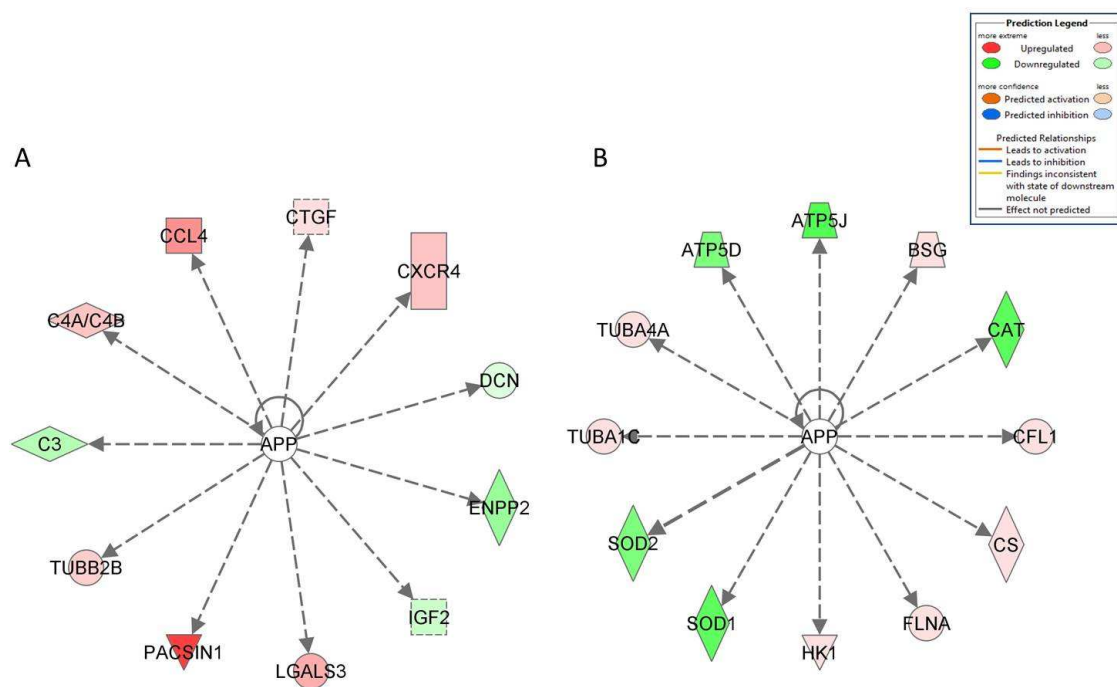 Prediction Legend
more extreme less
Upregulated
Downregulated
more confidence less
Predicted activation
Predicted inhibition
Predicted Relationships
Leads to activation
Leads to inhibition
Findings inconsistent
with state of downstream
molecule
Effect not predicted
A
CTGF
CCL4
CXCR4
C4A/C4B
DCN
C3
APP
ENPP2
TUBB2B
IGF2
PACSIN1
LGALS3
B
ATP5J
ATP5D
BSG
TUBA4A
CAT
TUBA1C
APP
CFL1
SOD2
CS
SOD1
FLNA
HK1